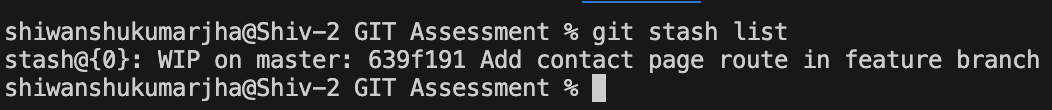 shiwanshukumarjha@Shiv-2 GIT Assessment % git stash list
stash@{0}: WIP on master: 639f191 Add contact page route in feature branch
shiwanshukumarjha@Shiv-2 GIT Assessment %